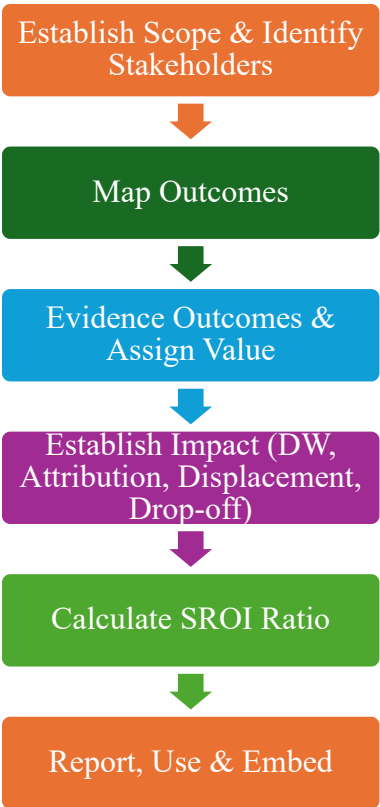 Establish Scope & Identify
Stakeholders
Map Outcomes
Evidence Outcomes &
Assign Value
Establish Impact (DW,
Attribution, Displacement,
Drop-off)
Calculate SROI Ratio
Report, Use & Embed